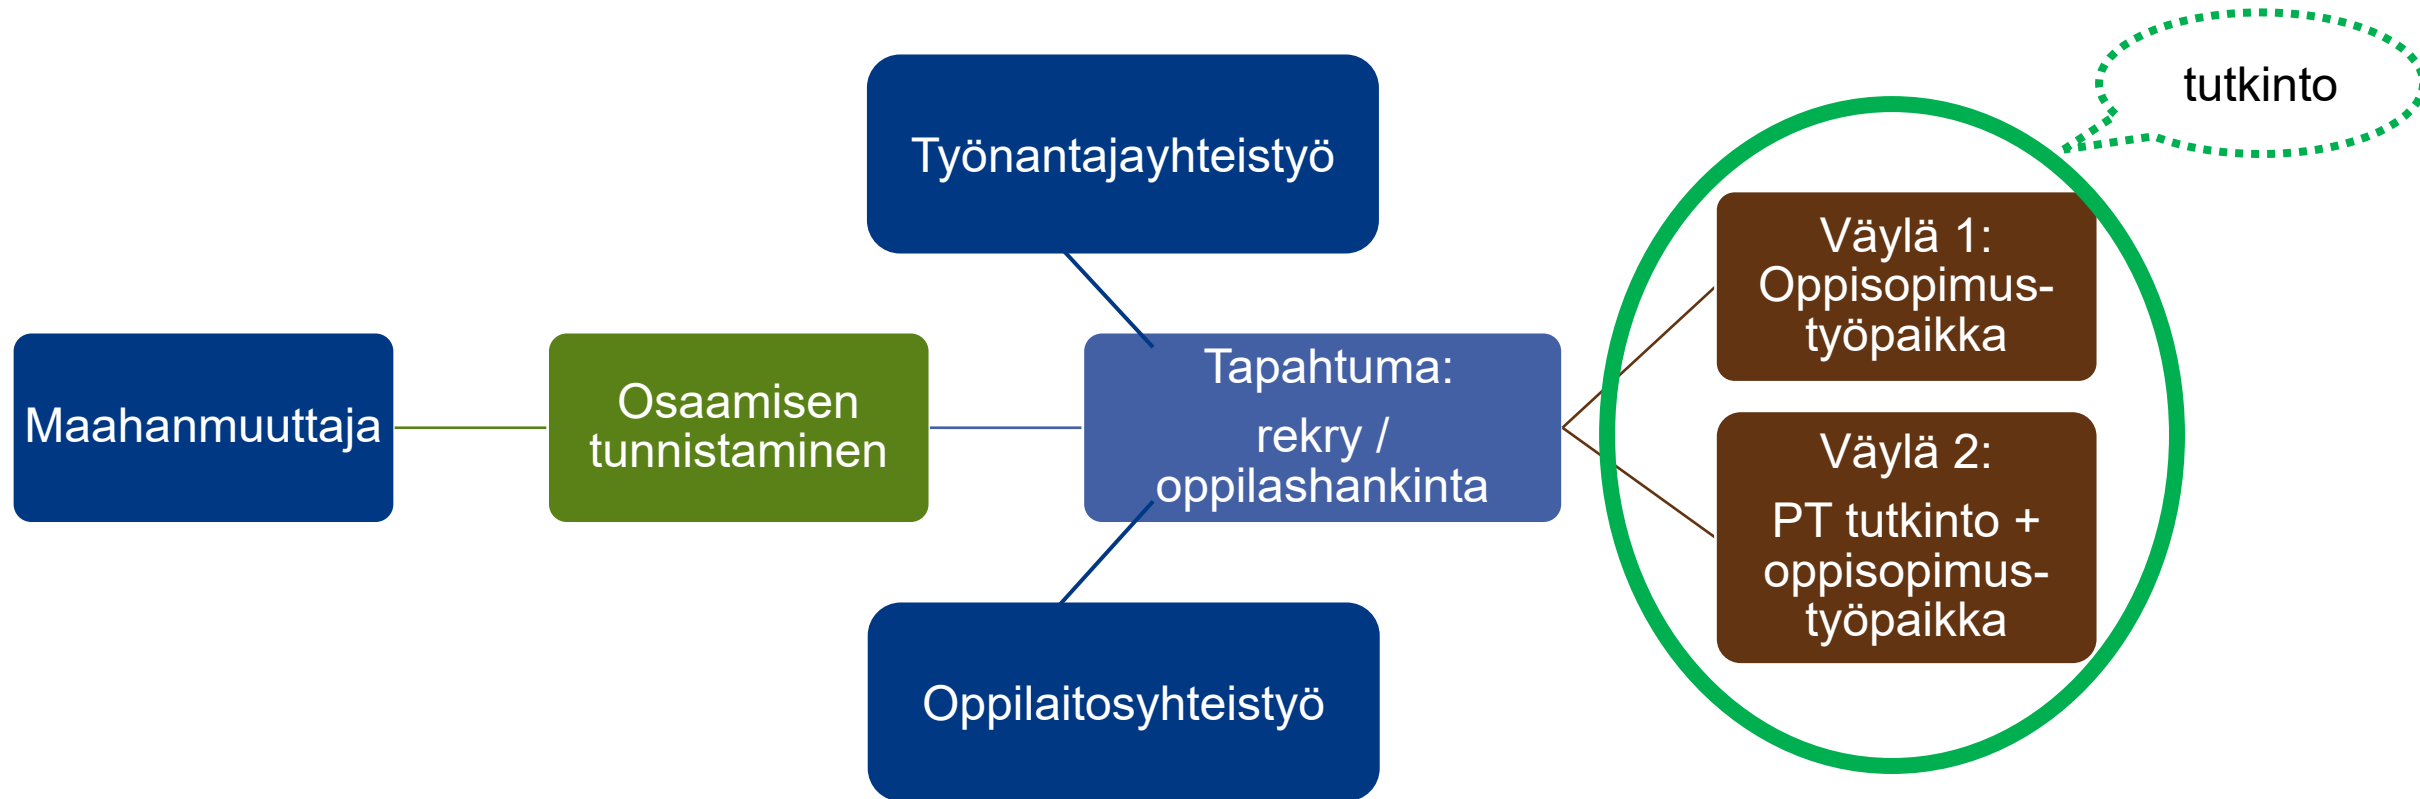 tutkinto
Työnantajayhteistyö
Maahanmuuttaja
Osaamisen
tunnistaminen
Tapahtuma:
rekry /
oppilashankinta
Oppilaitosyhteistyö
Väylä 1:
Oppisopimus-
työpaikka
Väylä 2:
PT tutkinto +
oppisopimus-
työpaikka